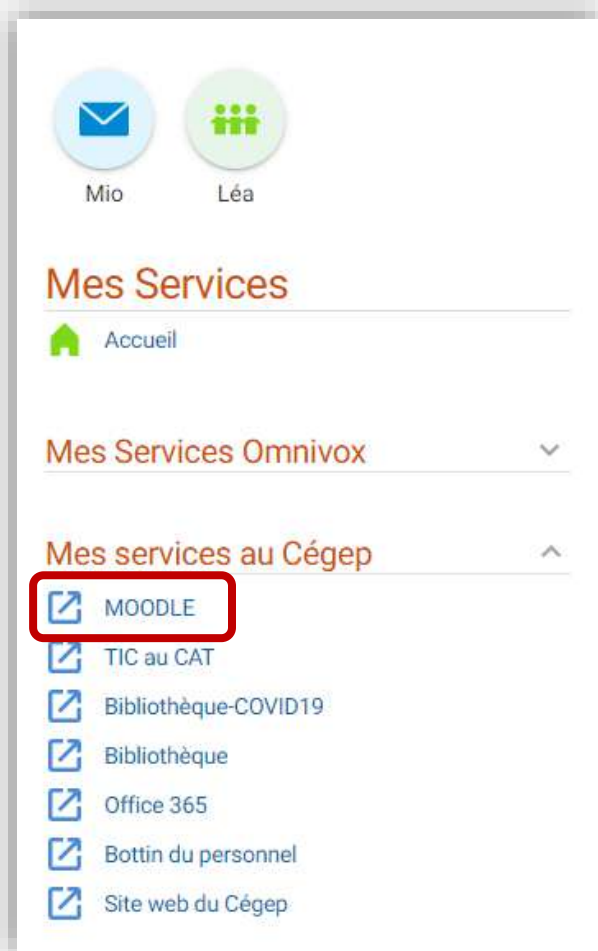 Mio Léa
Mes Services
Accueil
Mes Services Omnivox
Mes services au Cégep
MOODLE
TIC au CAT
Bibliothèque-COVID19
Bibliothèque
Office 365
Bottin du personnel
Site web du Cégep